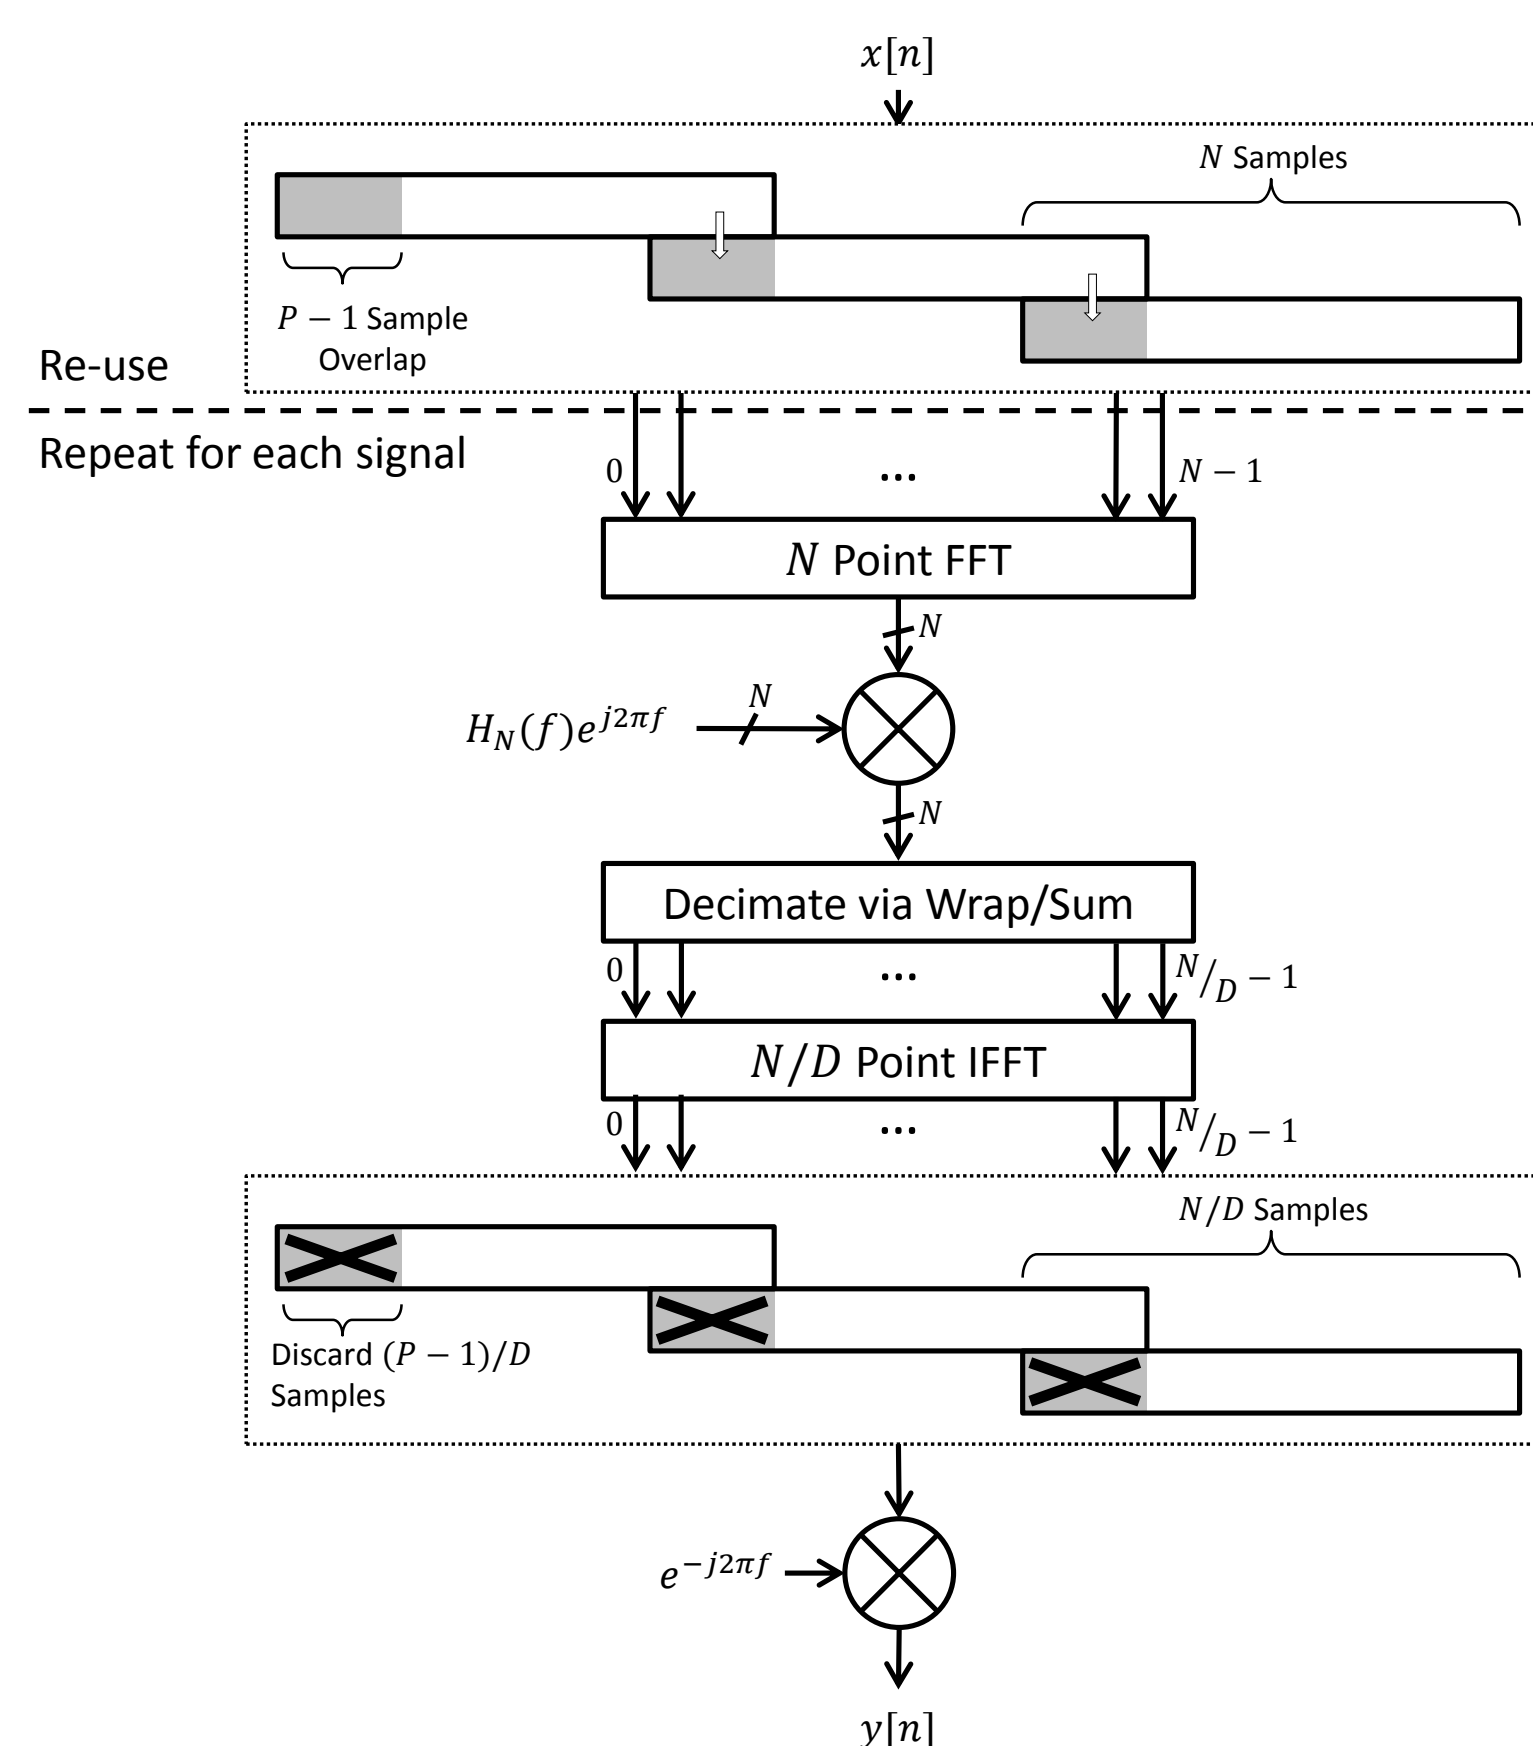 x[n]
N Samples
P − 1 Sample
Overlap
Re-use
Repeat for each signal
0 ... N − 1
N Point FFT
N
N
H_N(f)e^{j2πf}
N
Decimate via Wrap/Sum
0 ... N/D − 1
N/D Point IFFT
0 ... N/D − 1
N/D Samples
Discard (P − 1)/D
Samples
e^{−j2πf}
y[n]